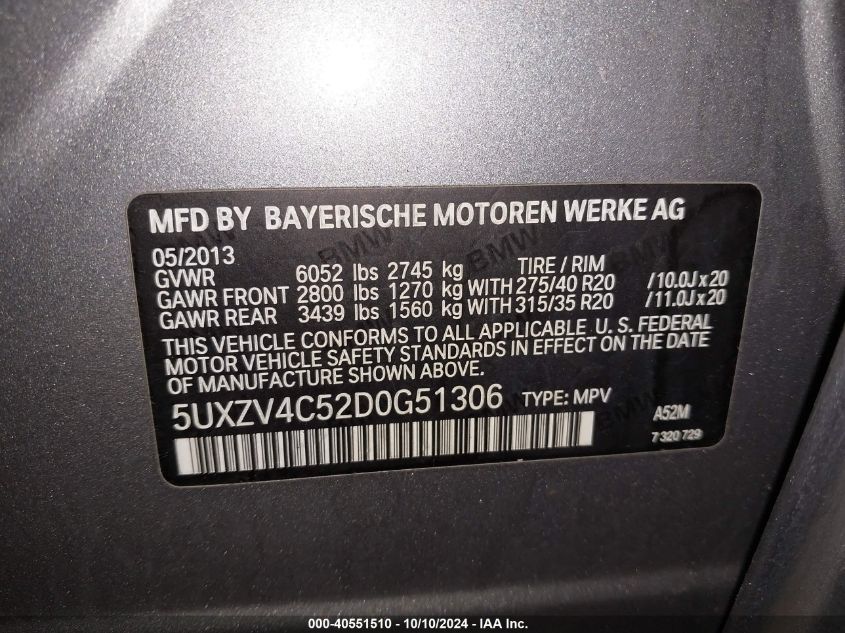 MFD BY BAYERISCHE MOTOREN WERKE AG
05/2013
GVWR 6052 lbs 2745 kg TIRE / RIM
GAWR FRONT 2800 lbs 1270 kg WITH 275/40 R20 /10.0J x 20
GAWR REAR 3439 lbs 1560 kg WITH 315/35 R20 /11.0J x 20
THIS VEHICLE CONFORMS TO ALL APPLICABLE U. S. FEDERAL
MOTOR VEHICLE SAFETY STANDARDS IN EFFECT ON THE DATE
OF MANUFACTURE SHOWN ABOVE.
5UXZV4C52D0G51306 TYPE: MPV A52M
7 320 729
000-40551510 - 10/10/2024 - IAA Inc.